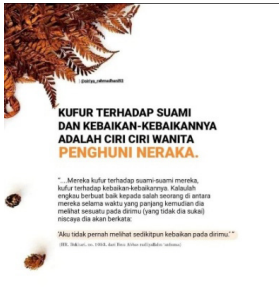 KUFUR TERHADAP SUAMI
DAN KEBAIKAN-KEBAIKANNYA
ADALAH CIRI CIRI WANITA
PENGHUNI NERAKA.
"....Mereka kufur terhadap suami-suami mereka,
kufur terhadap kebaikan-kebaikannya. Kalaulah
engkau berbuat baik kepada salah seorang di antara
mereka selama waktu yang panjang kemudian dia
melihat sesuatu pada dirimu (yang tidak dia sukai)
niscaya dia akan berkata:
'Aku tidak pernah melihat sedikitpun kebaikan pada dirimu.' "